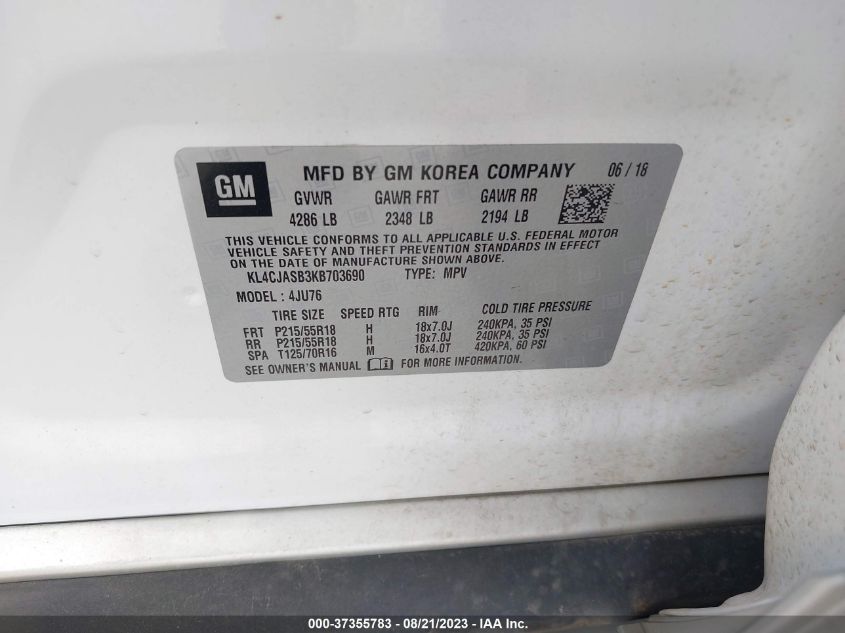 GM
MFD BY GM KOREA COMPANY 06 / 18
GVWR GAWR FRT GAWR RR
4286 LB 2348 LB 2194 LB
THIS VEHICLE CONFORMS TO ALL APPLICABLE U.S. FEDERAL MOTOR
VEHICLE SAFETY AND THEFT PREVENTION STANDARDS IN EFFECT
ON THE DATE OF MANUFACTURE SHOWN ABOVE.
KL4CJASB3KB703690 TYPE: MPV
MODEL : 4JU76
TIRE SIZE SPEED RTG RIM COLD TIRE PRESSURE
FRT P215/55R18 H 18x7.0J 240KPA, 35 PSI
RR P215/55R18 H 18x7.0J 240KPA, 35 PSI
SPA T125/70R16 M 16x4.0T 420KPA, 60 PSI
SEE OWNER'S MANUAL FOR MORE INFORMATION.
000-37355783 - 08/21/2023 - IAAI.com